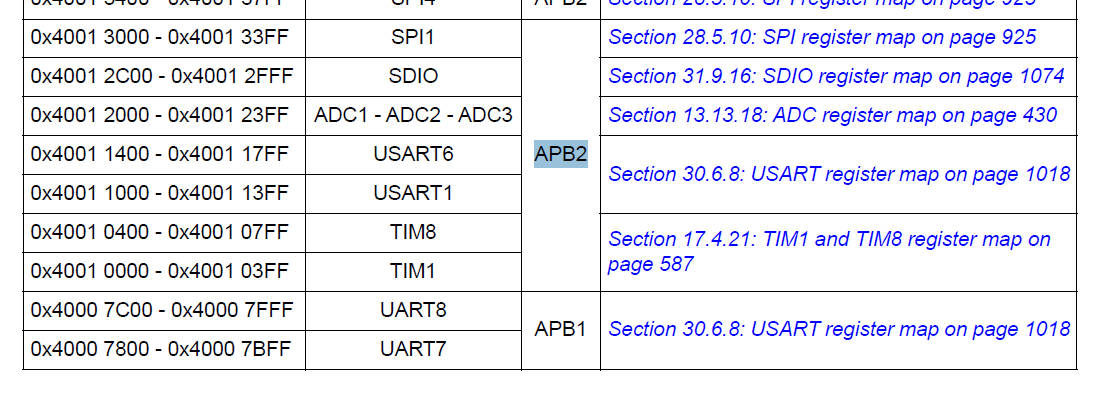 0x4001 3000 - 0x4001 33FF SPI1 Section 28.5.10: SPI register map on page 925
0x4001 2C00 - 0x4001 2FFF SDIO Section 31.9.16: SDIO register map on page 1074
0x4001 2000 - 0x4001 23FF ADC1 - ADC2 - ADC3 Section 13.13.18: ADC register map on page 430
0x4001 1400 - 0x4001 17FF USART6 APB2 Section 30.6.8: USART register map on page 1018
0x4001 1000 - 0x4001 13FF USART1
0x4001 0400 - 0x4001 07FF TIM8 Section 17.4.21: TIM1 and TIM8 register map on
page 587
0x4001 0000 - 0x4001 03FF TIM1
0x4000 7C00 - 0x4000 7FFF UART8 APB1 Section 30.6.8: USART register map on page 1018
0x4000 7800 - 0x4000 7BFF UART7